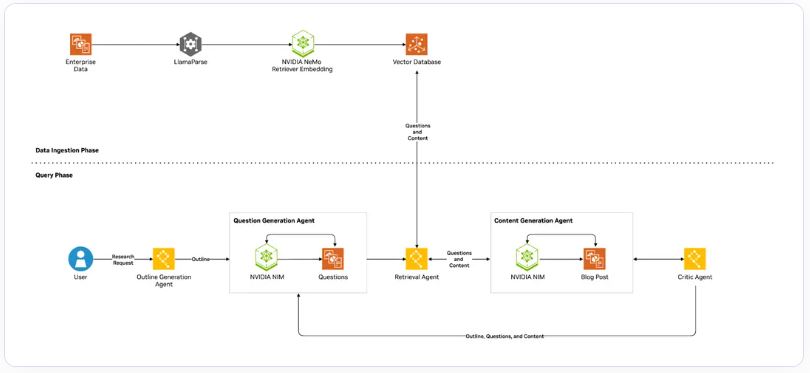 Enterprise
Data
LlamaParse
NVIDIA NeMo
Retriever Embedding
Vector Database
Questions
and
Content
Data Ingestion Phase
Query Phase
Question Generation Agent
Content Generation Agent
User
Research
Request
Outline Generation
Agent
Outline
NVIDIA NIM
Questions
Retrieval Agent
Questions
and
Content
NVIDIA NIM
Blog Post
Critic Agent
Outline, Questions, and Content